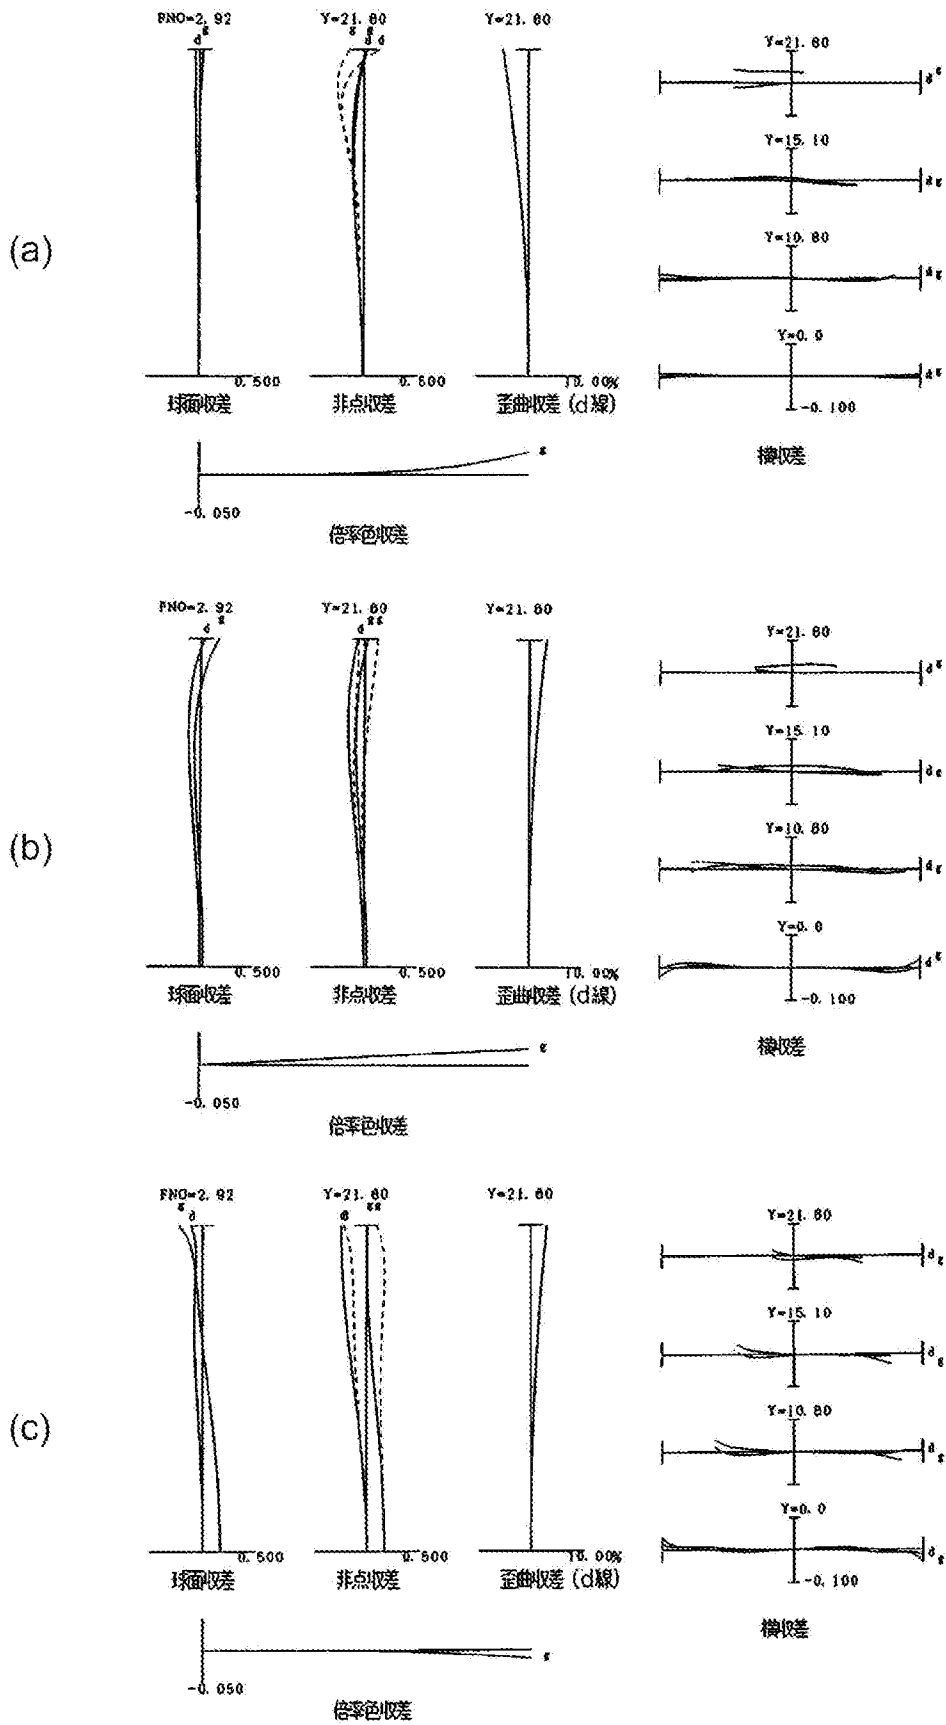 (a)
FNO=2.92
Y=21.60
Y=21.60
g
d
g
g
d
d
0.500
0.500
10.00%
球面収差
非点収差
歪曲収差(d線)
g
-0.050
倍率色収差
Y=21.60
d g
Y=15.10
d g
Y=10.80
d g
Y=0.0
d g
-0.100
横収差
(b)
FNO=2.92
Y=21.60
Y=21.60
d g
d g g
0.500
0.500
10.00%
球面収差
非点収差
歪曲収差(d線)
g
-0.050
倍率色収差
Y=21.60
d g
Y=15.10
d g
Y=10.80
d g
Y=0.0
d g
-0.100
横収差
(c)
FNO=2.92
Y=21.60
Y=21.60
g d
g g
0.500
0.500
10.00%
球面収差
非点収差
歪曲収差(d線)
g
-0.050
倍率色収差
Y=21.60
d g
Y=15.10
d g
Y=10.80
d g
Y=0.0
d g
-0.100
横収差